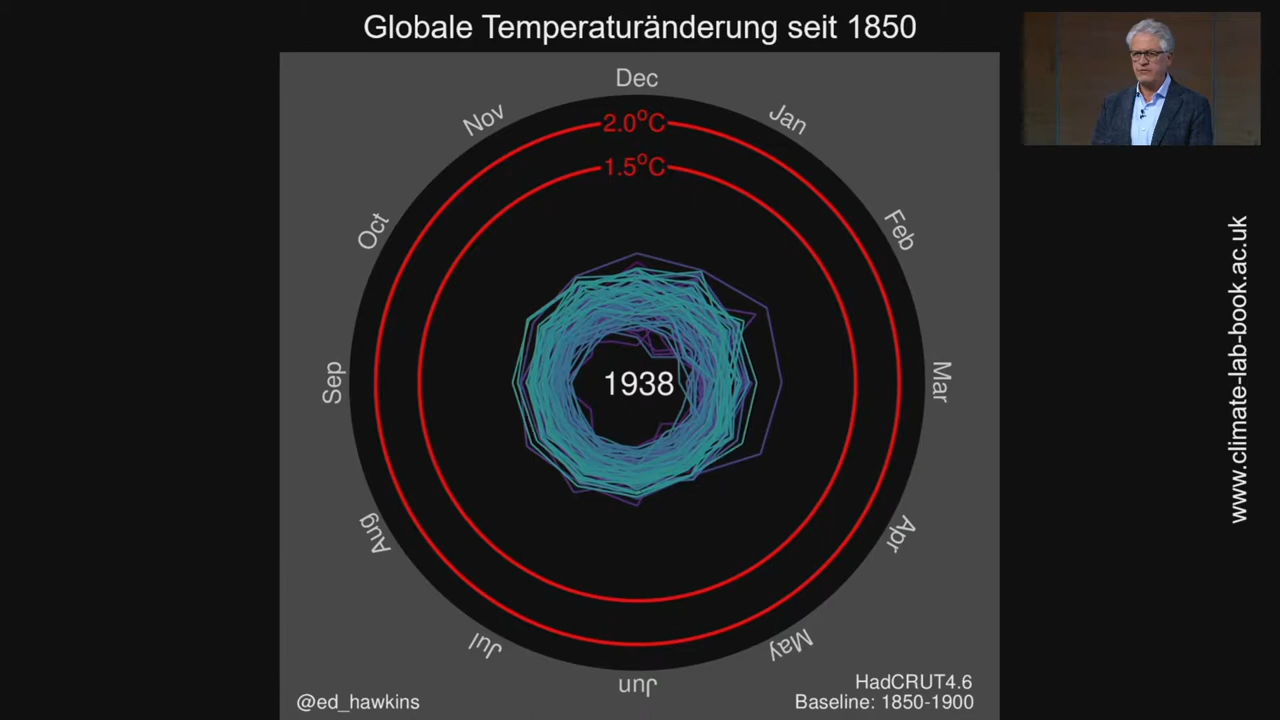 Globale Temperaturänderung seit 1850
Dec
Jan
Feb
Mar
Apr
May
Jun
Jul
Aug
Sep
Oct
Nov
2.0°C
1.5°C
1938
HadCRUT4.6
@ed_hawkins
Baseline: 1850-1900
www.climate-lab-book.ac.uk